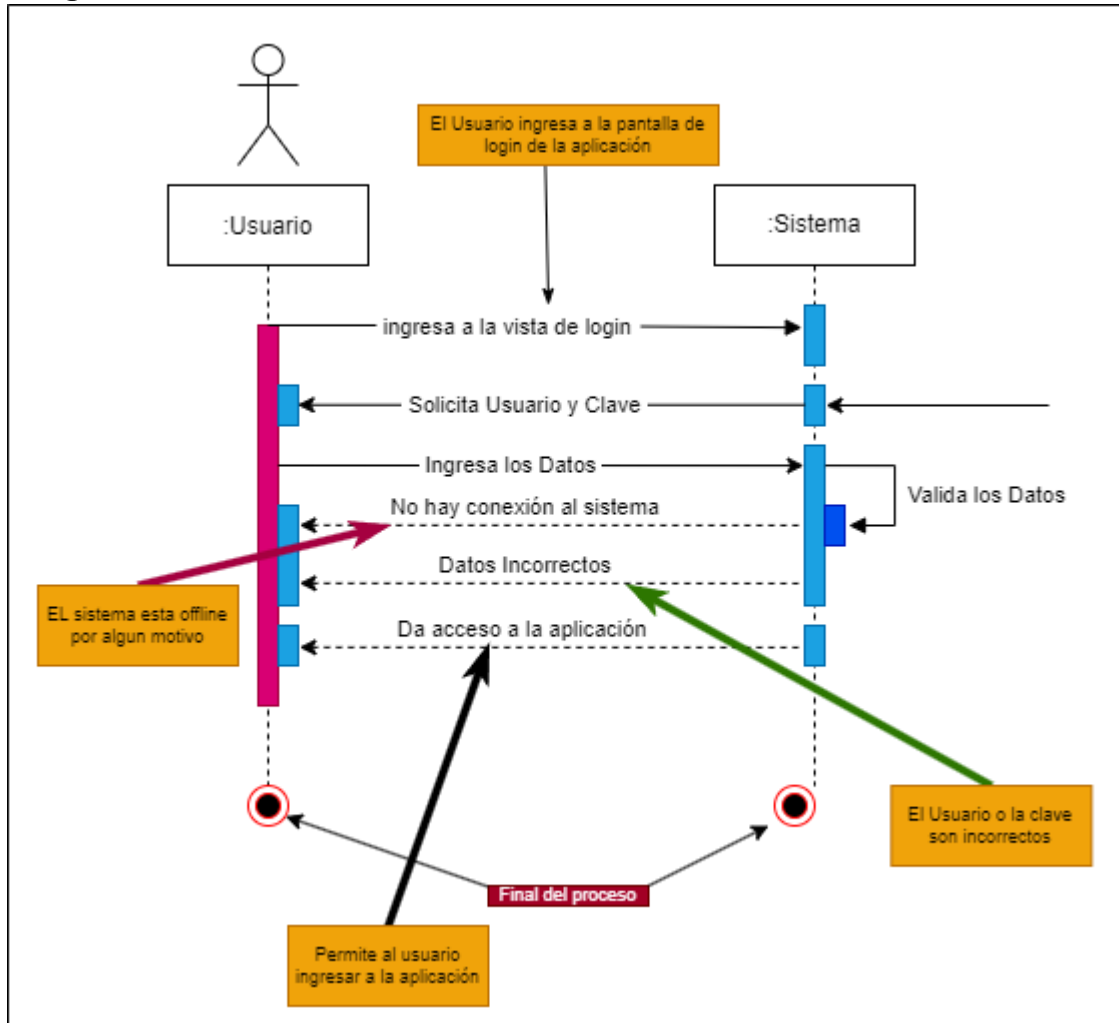 El Usuario ingresa a la pantalla de
login de la aplicación
:Usuario
:Sistema
ingresa a la vista de login
Solicita Usuario y Clave
Ingresa los Datos
Valida los Datos
No hay conexión al sistema
Datos Incorrectos
EL sistema esta offline
por algun motivo
Da acceso a la aplicación
El Usuario o la clave
son incorrectos
Final del proceso
Permite al usuario
ingresar a la aplicación